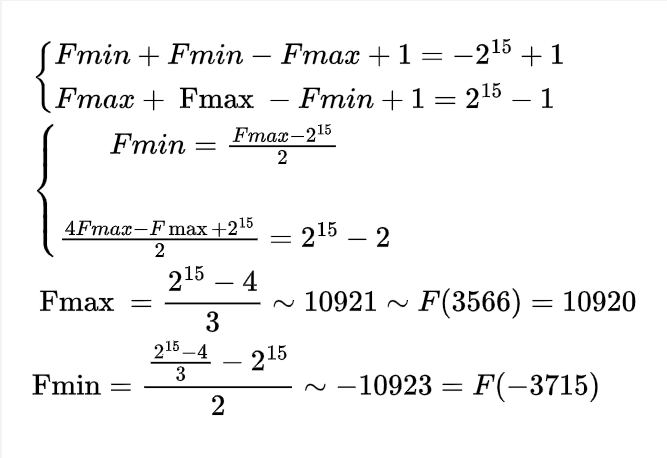 Fmin + Fmin − Fmax + 1 = −2^15 + 1
Fmax + Fmax − Fmin + 1 = 2^15 − 1
Fmin = (Fmax−2^15)/2
(4Fmax−Fmax+2^15)/2 = 2^15 − 2
Fmax = (2^15 − 4)/3 ∼ 10921 ∼ F(3566) = 10920
Fmin = ((2^15−4)/3 − 2^15)/2 ∼ −10923 = F(−3715)